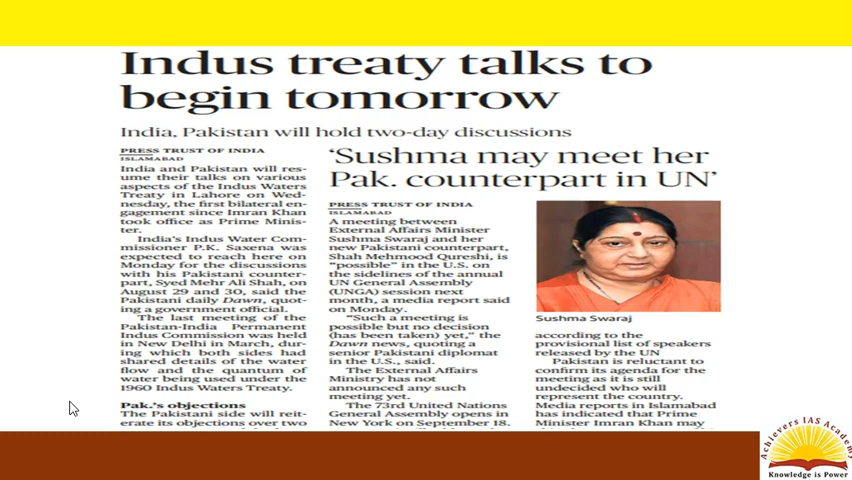 Indus treaty talks to
begin tomorrow
India, Pakistan will hold two-day discussions
PRESS TRUST OF INDIA
ISLAMABAD
India and Pakistan will res-
ume their talks on various
aspects of the Indus Waters
Treaty in Lahore on Wed-
nesday, the first bilateral en-
gagement since Imran Khan
took office as Prime Minis-
ter.
India's Indus Water Com-
missioner P.K. Saxena was
expected to reach here on
Monday for the discussions
with his Pakistani counter-
part, Syed Mehr Ali Shah, on
August 29 and 30, said the
Pakistani daily Dawn, quot-
ing a government official.
The last meeting of the
Pakistan-India Permanent
Indus Commission was held
in New Delhi in March, dur-
ing which both sides had
shared details of the water
flow and the quantum of
water being used under the
1960 Indus Waters Treaty.
Pak.'s objections
The Pakistani side will reit-
erate its objections over two
'Sushma may meet her
Pak. counterpart in UN'
PRESS TRUST OF INDIA
ISLAMABAD
A meeting between
External Affairs Minister
Sushma Swaraj and her
new Pakistani counterpart,
Shah Mehmood Qureshi, is
"possible" in the U.S. on
the sidelines of the annual
UN General Assembly
(UNGA) session next
month, a media report said
on Monday.
"Such a meeting is
possible but no decision
(has been taken) yet," the
Dawn news, quoting a
senior Pakistani diplomat
in the U.S., said.
The External Affairs
Ministry has not
announced any such
meeting yet.
The 73rd United Nations
General Assembly opens in
New York on September 18.
Sushma Swaraj
according to the
provisional list of speakers
released by the UN
Pakistan is reluctant to
confirm its agenda for the
meeting as it is still
undecided who will
represent the country.
Media reports in Islamabad
has indicated that Prime
Minister Imran Khan may
Achievers IAS Academy
Knowledge is Power